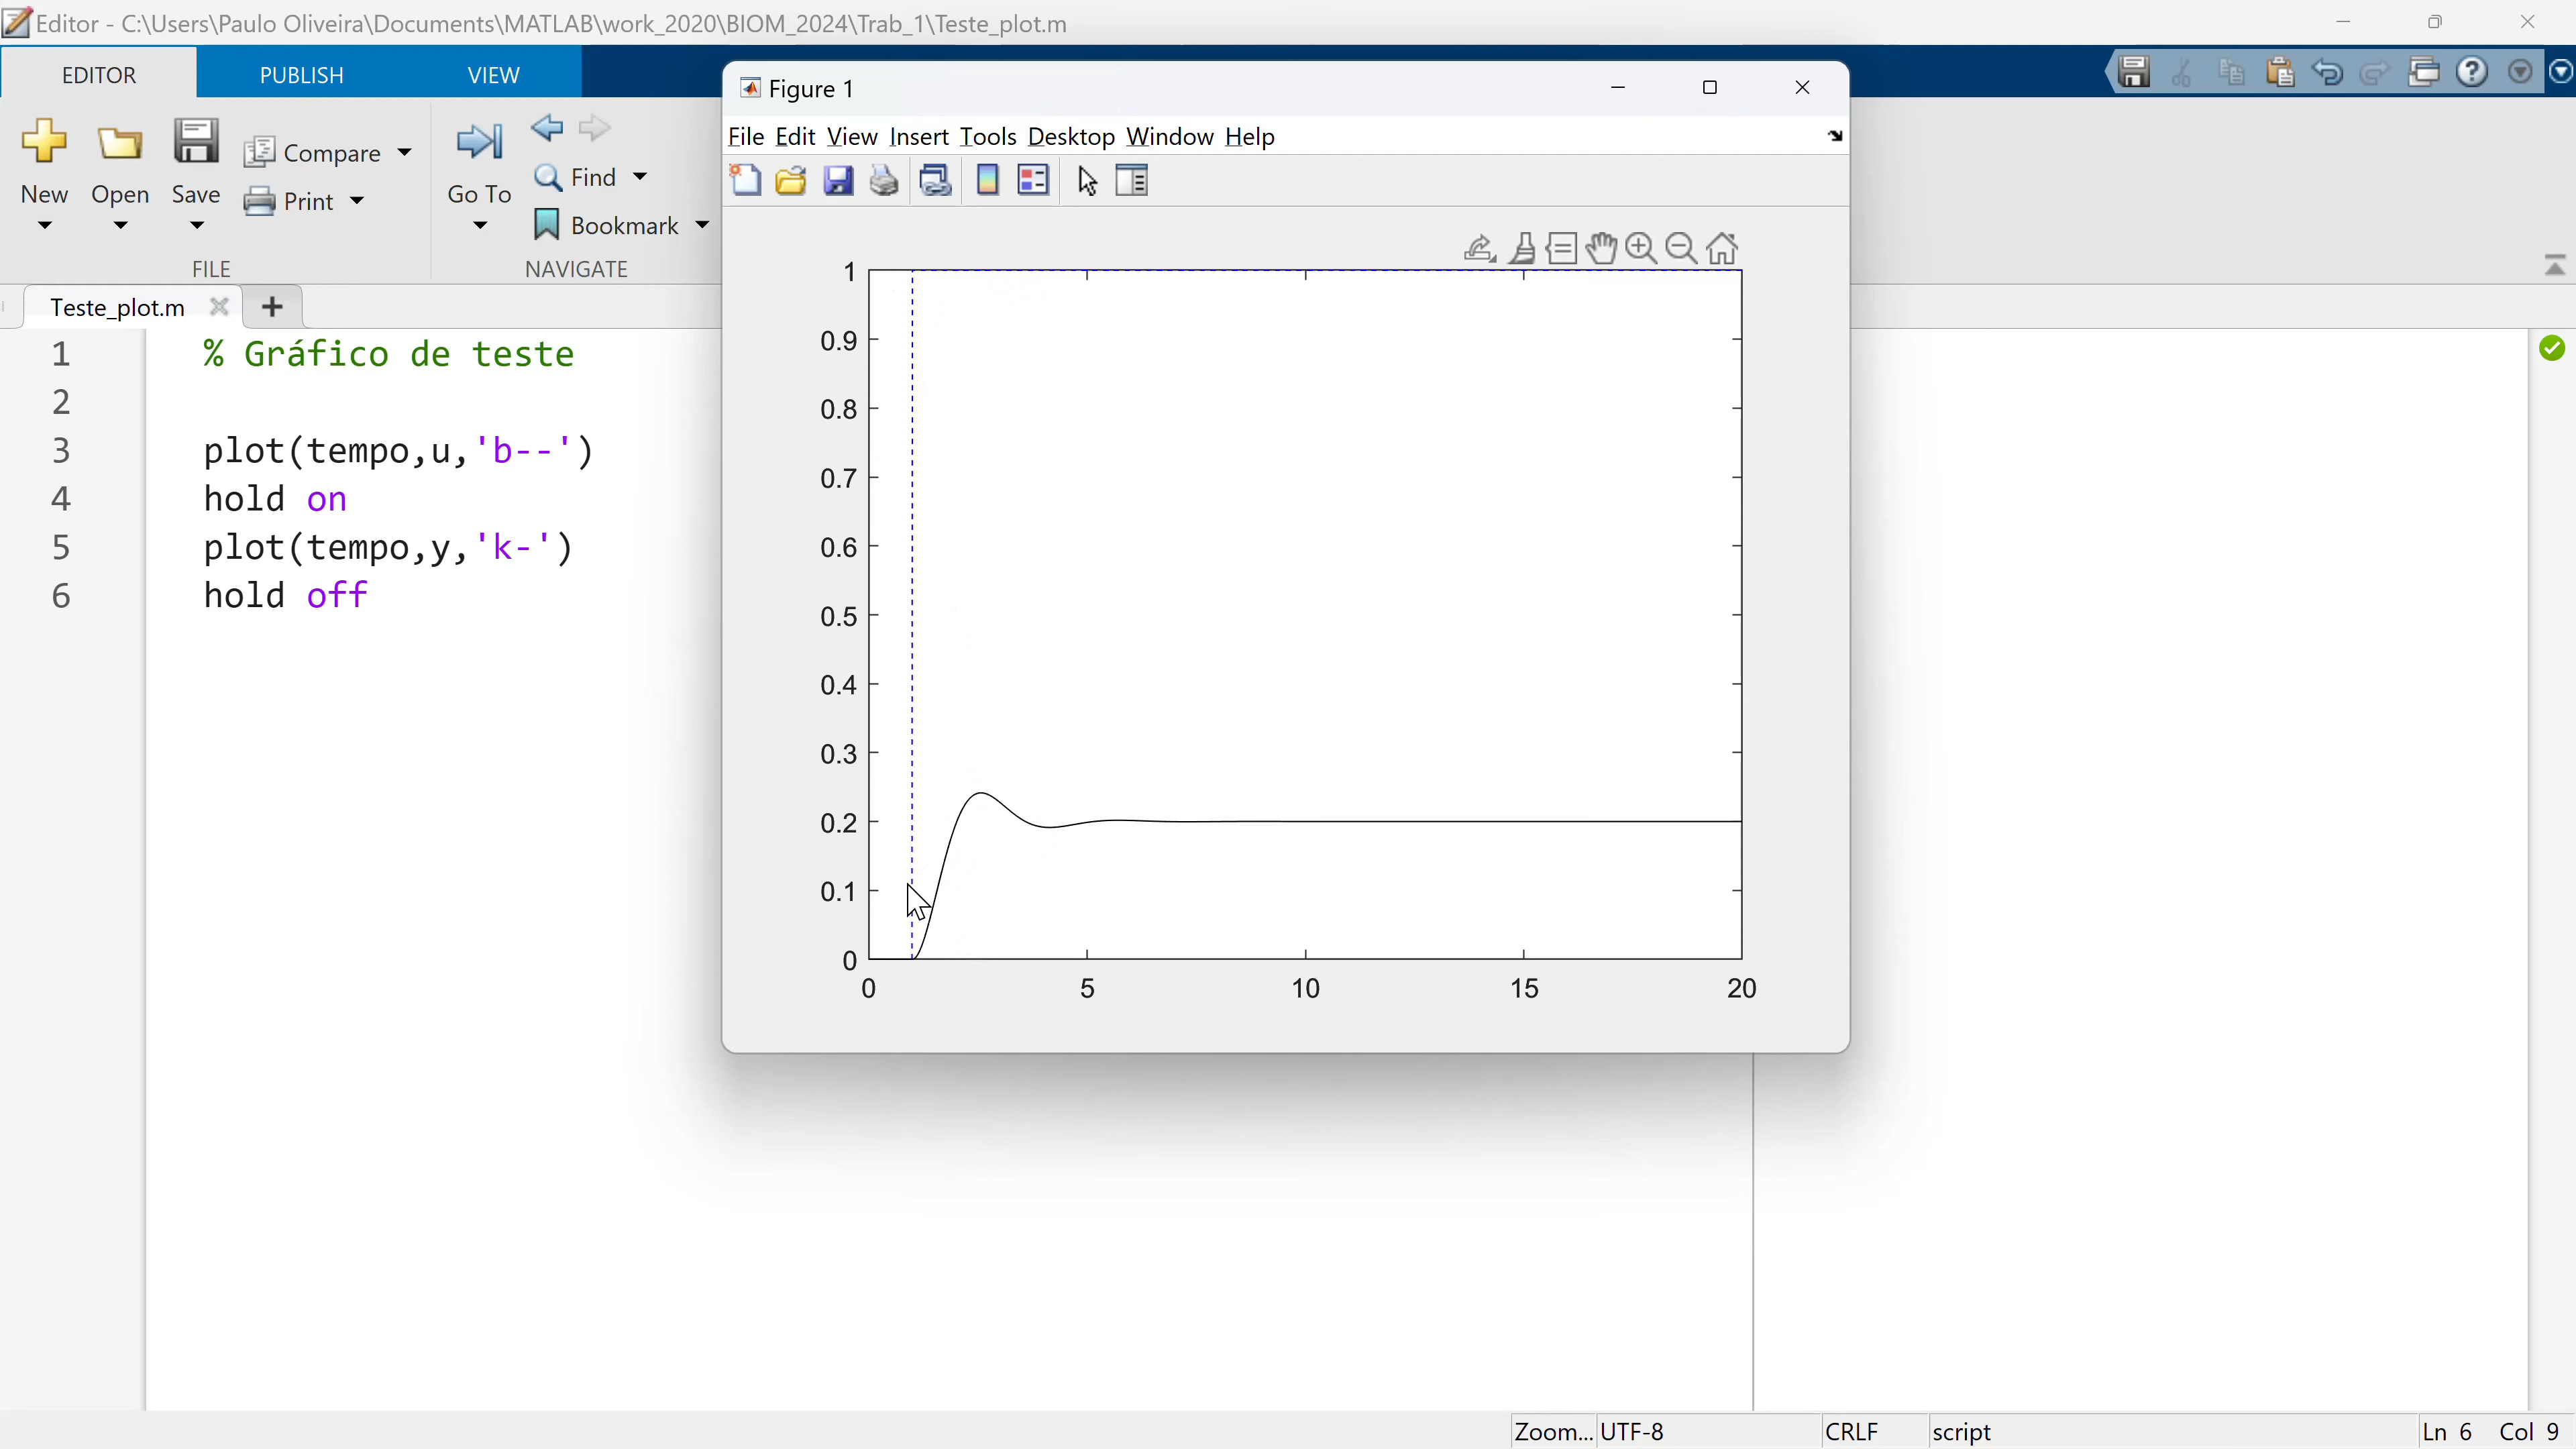 Editor - C:\Users\Paulo Oliveira\Documents\MATLAB\work_2020\BIOM_2024\Trab_1\Teste_plot.m
EDITOR PUBLISH VIEW
New Open Save Compare Print
Go To Find Bookmark
FILE NAVIGATE
Teste_plot.m
1 % Gráfico de teste
2
3 plot(tempo,u,'b--')
4 hold on
5 plot(tempo,y,'k-')
6 hold off
Figure 1
File Edit View Insert Tools Desktop Window Help
1
0.9
0.8
0.7
0.6
0.5
0.4
0.3
0.2
0.1
0
0 5 10 15 20
Zoom... UTF-8 CRLF script Ln 6 Col 9